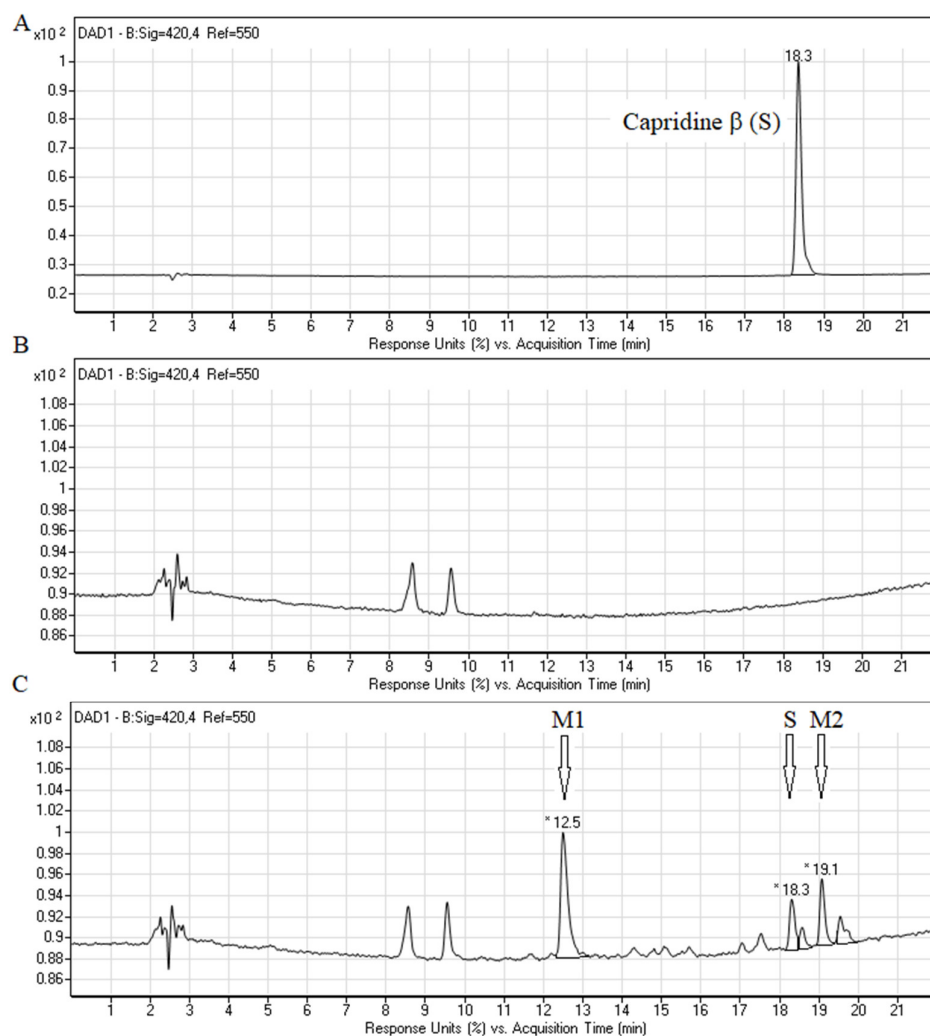 A
x10 2 DAD1 - B:Sig=420,4 Ref=550
18.3
1
0.9
0.8
Capridine β (S)
0.7
0.6
0.5
0.4
0.3
0.2
1 2 3 4 5 6 7 8 9 10 11 12 13 14 15 16 17 18 19 20 21
Response Units (%) vs. Acquisition Time (min)
B
x10 2 DAD1 - B:Sig=420,4 Ref=550
1.08
1.06
1.04
1.02
1
0.98
0.96
0.94
0.92
0.9
0.88
0.86
1 2 3 4 5 6 7 8 9 10 11 12 13 14 15 16 17 18 19 20 21
Response Units (%) vs. Acquisition Time (min)
C
x10 2 DAD1 - B:Sig=420,4 Ref=550
M1 S M2
1.08
1.06
1.04
1.02
1
0.98
0.96
0.94
0.92
0.9
0.88
0.86
* 12.5
* 18.3
* 19.1
1 2 3 4 5 6 7 8 9 10 11 12 13 14 15 16 17 18 19 20 21
Response Units (%) vs. Acquisition Time (min)